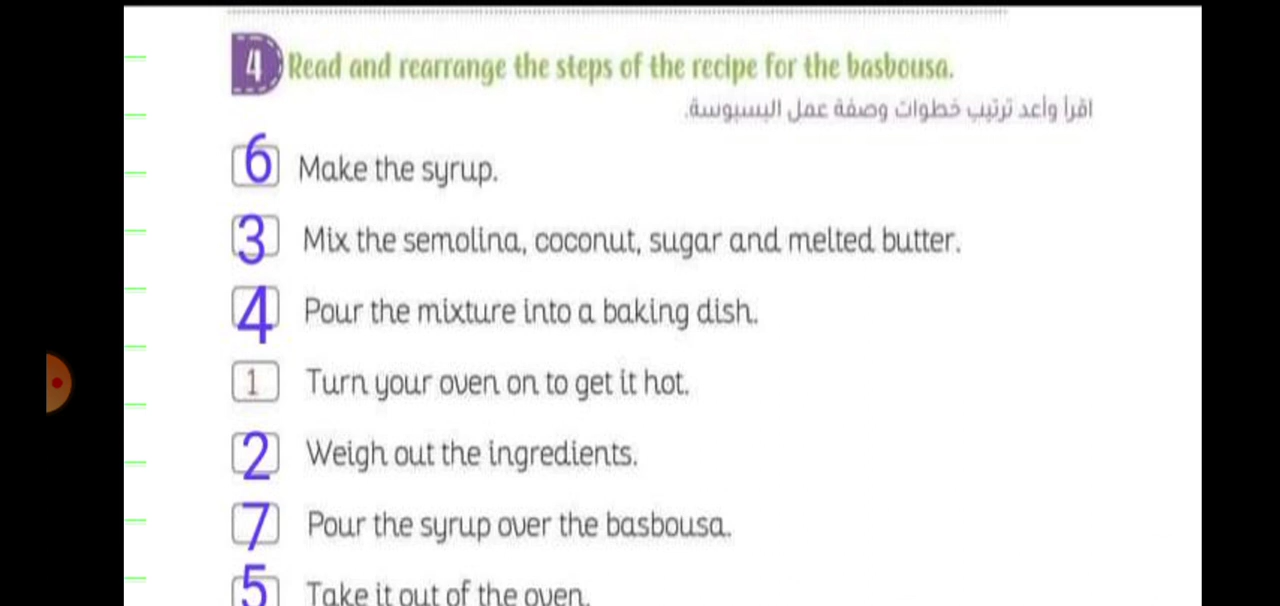 4 Read and rearrange the steps of the recipe for the basbousa.
اقرأ وأعد ترتيب خطوات وصفة عمل البسبوسة.
6 Make the syrup.
3 Mix the semolina, coconut, sugar and melted butter.
4 Pour the mixture into a baking dish.
1 Turn your oven on to get it hot.
2 Weigh out the ingredients.
7 Pour the syrup over the basbousa.
5 Take it out of the oven.